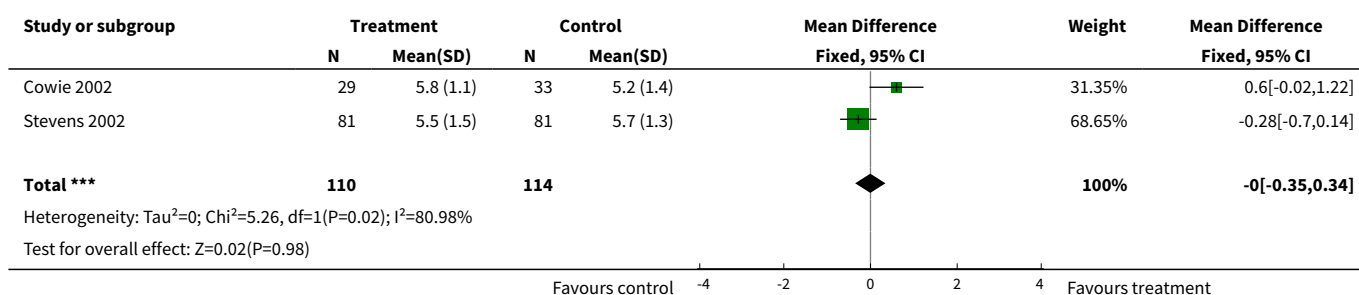 Study or subgroup Treatment Control Mean Difference Weight Mean Difference
N Mean(SD) N Mean(SD) Fixed, 95% CI Fixed, 95% CI
Cowie 2002 29 5.8 (1.1) 33 5.2 (1.4) 31.35% 0.6[-0.02,1.22]
Stevens 2002 81 5.5 (1.5) 81 5.7 (1.3) 68.65% -0.28[-0.7,0.14]
Total *** 110 114 100% -0[-0.35,0.34]
Heterogeneity: Tau²=0; Chi²=5.26, df=1(P=0.02); I²=80.98%
Test for overall effect: Z=0.02(P=0.98)
Favours control -4 -2 0 2 4 Favours treatment